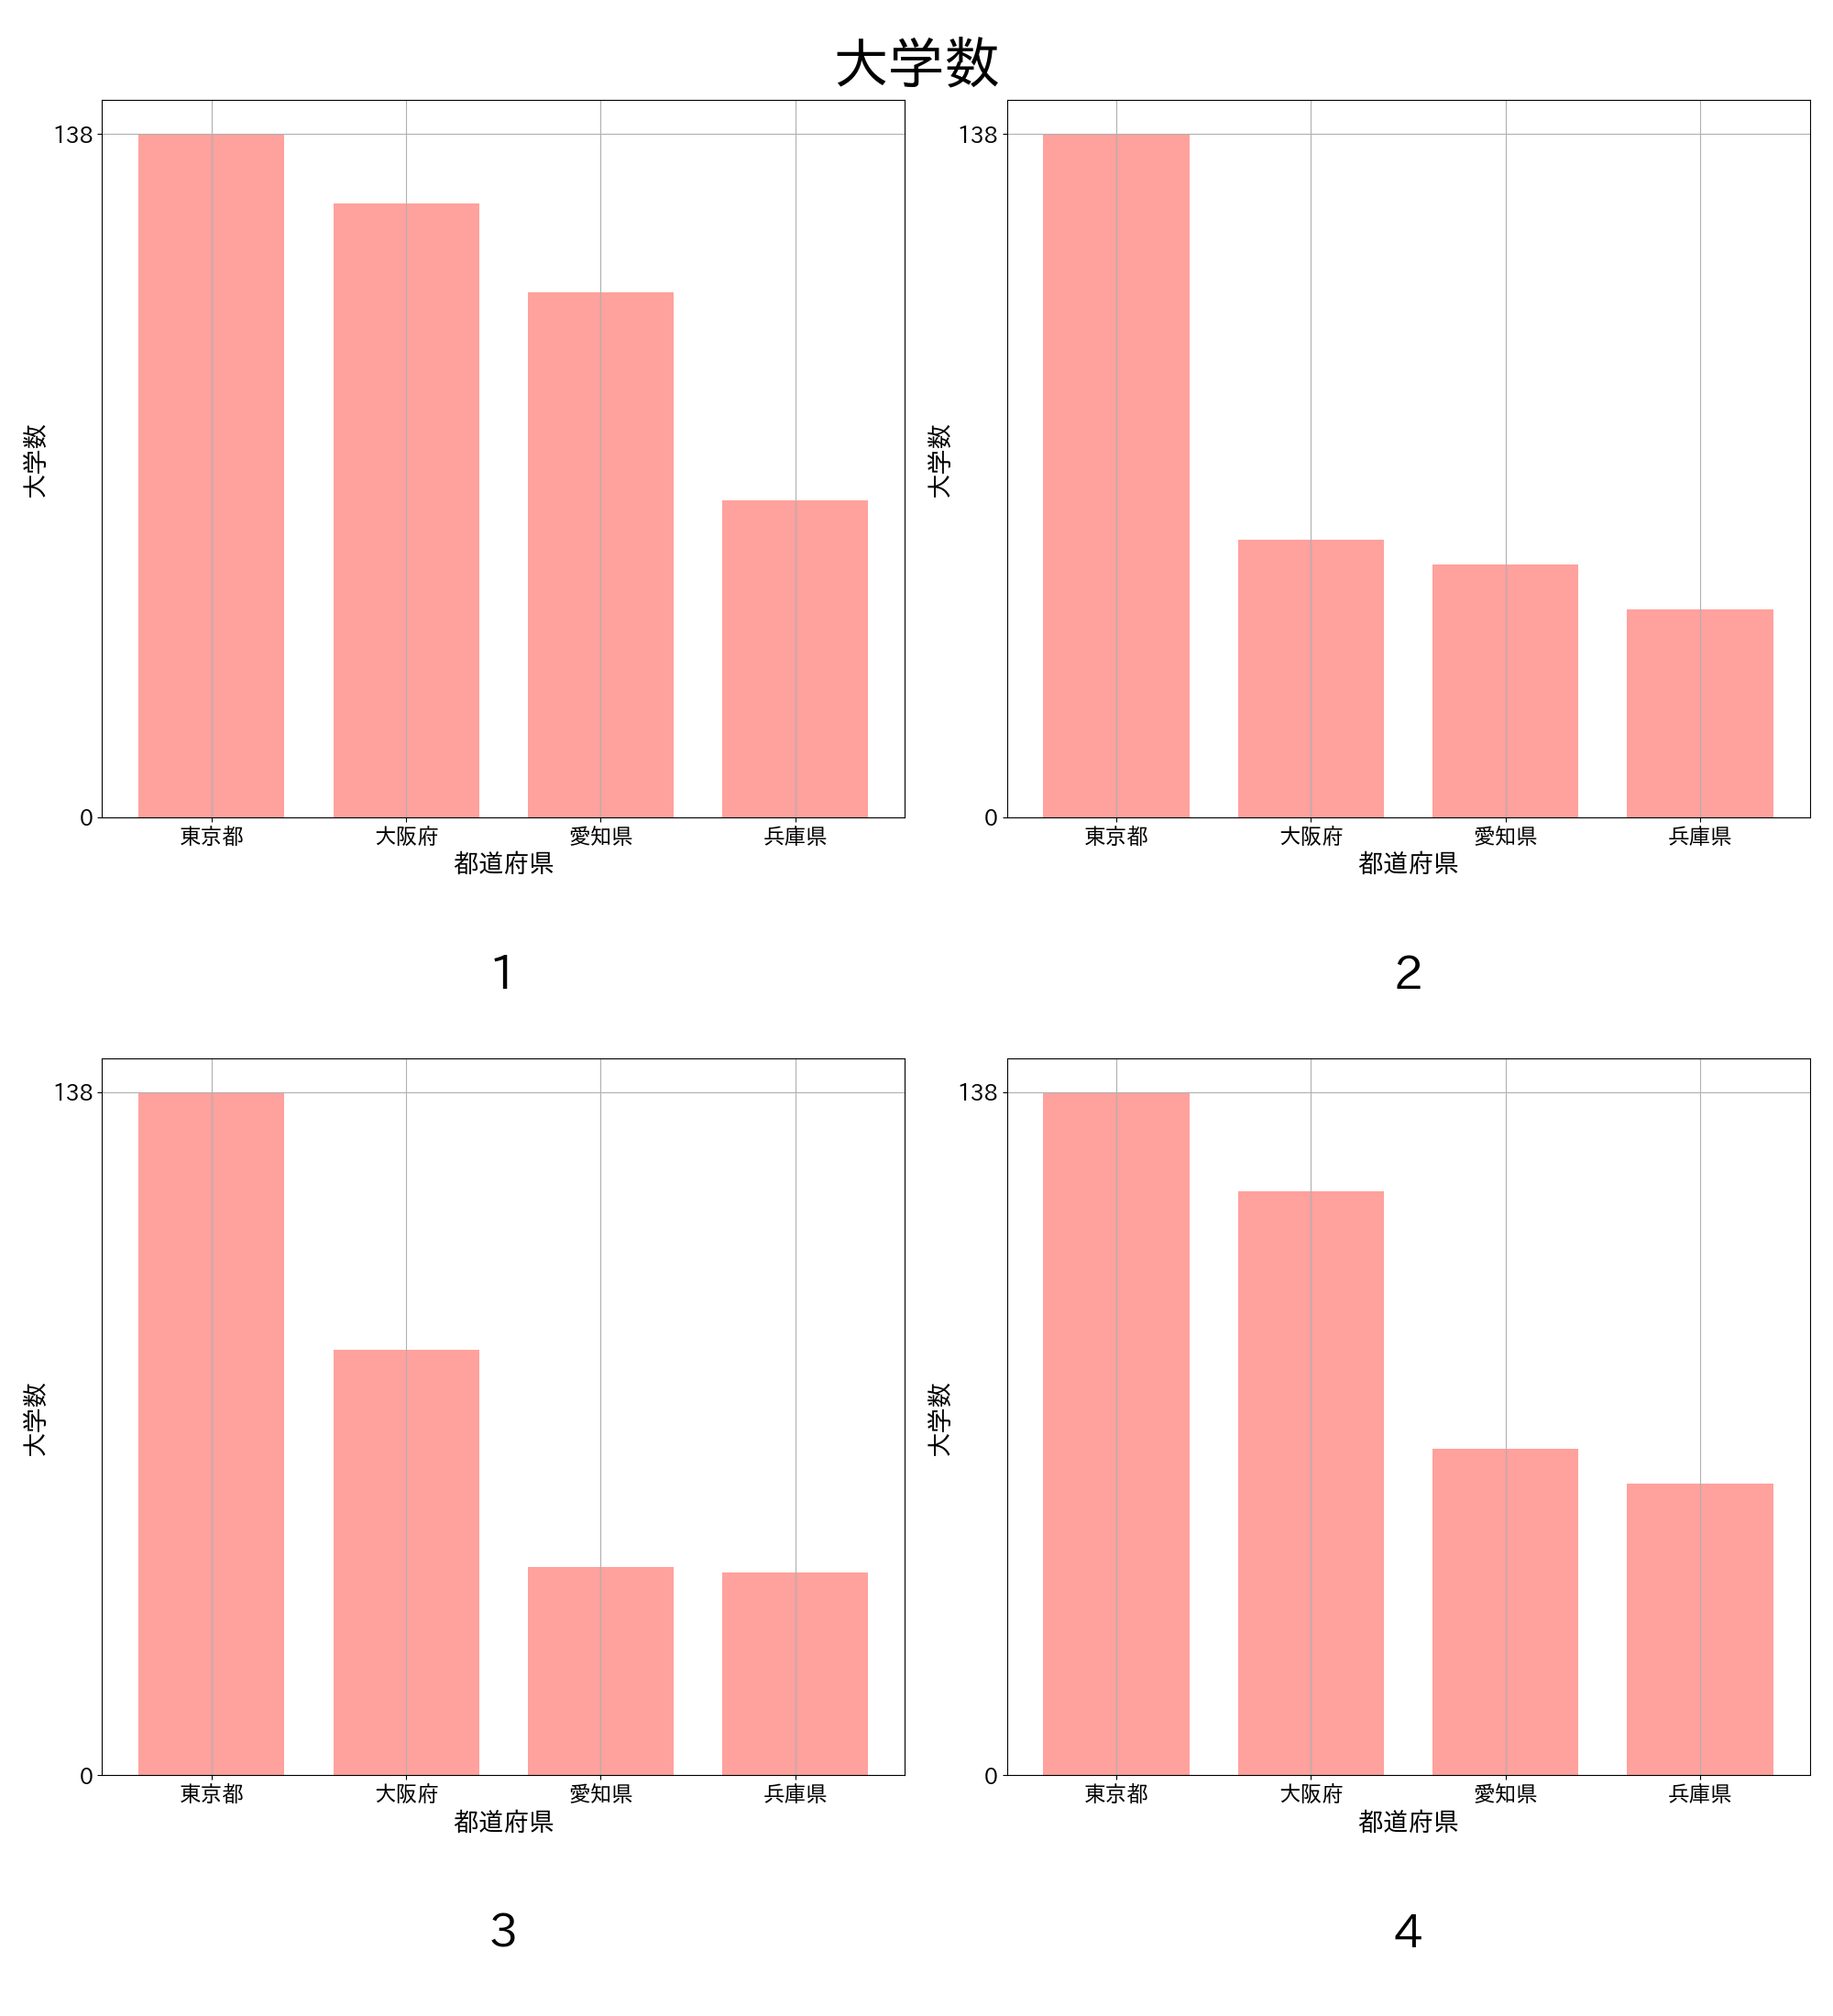 大学数
138
0
大学数
東京都 大阪府 愛知県 兵庫県
都道府県
1
138
0
大学数
東京都 大阪府 愛知県 兵庫県
都道府県
2
138
0
大学数
東京都 大阪府 愛知県 兵庫県
都道府県
3
138
0
大学数
東京都 大阪府 愛知県 兵庫県
都道府県
4